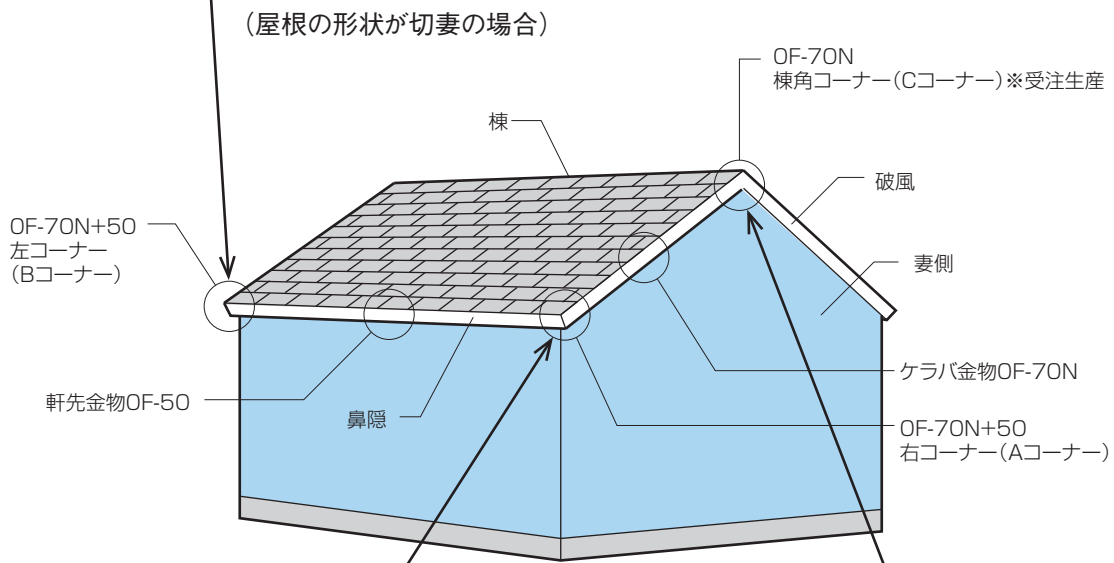 （屋根の形状が切妻の場合）
OF-70N
棟角コーナー（Cコーナー）※受注生産
棟
破風
OF-70N+50
左コーナー
（Bコーナー）
妻側
軒先金物OF-50
鼻隠
ケラバ金物OF-70N
OF-70N+50
右コーナー（Aコーナー）